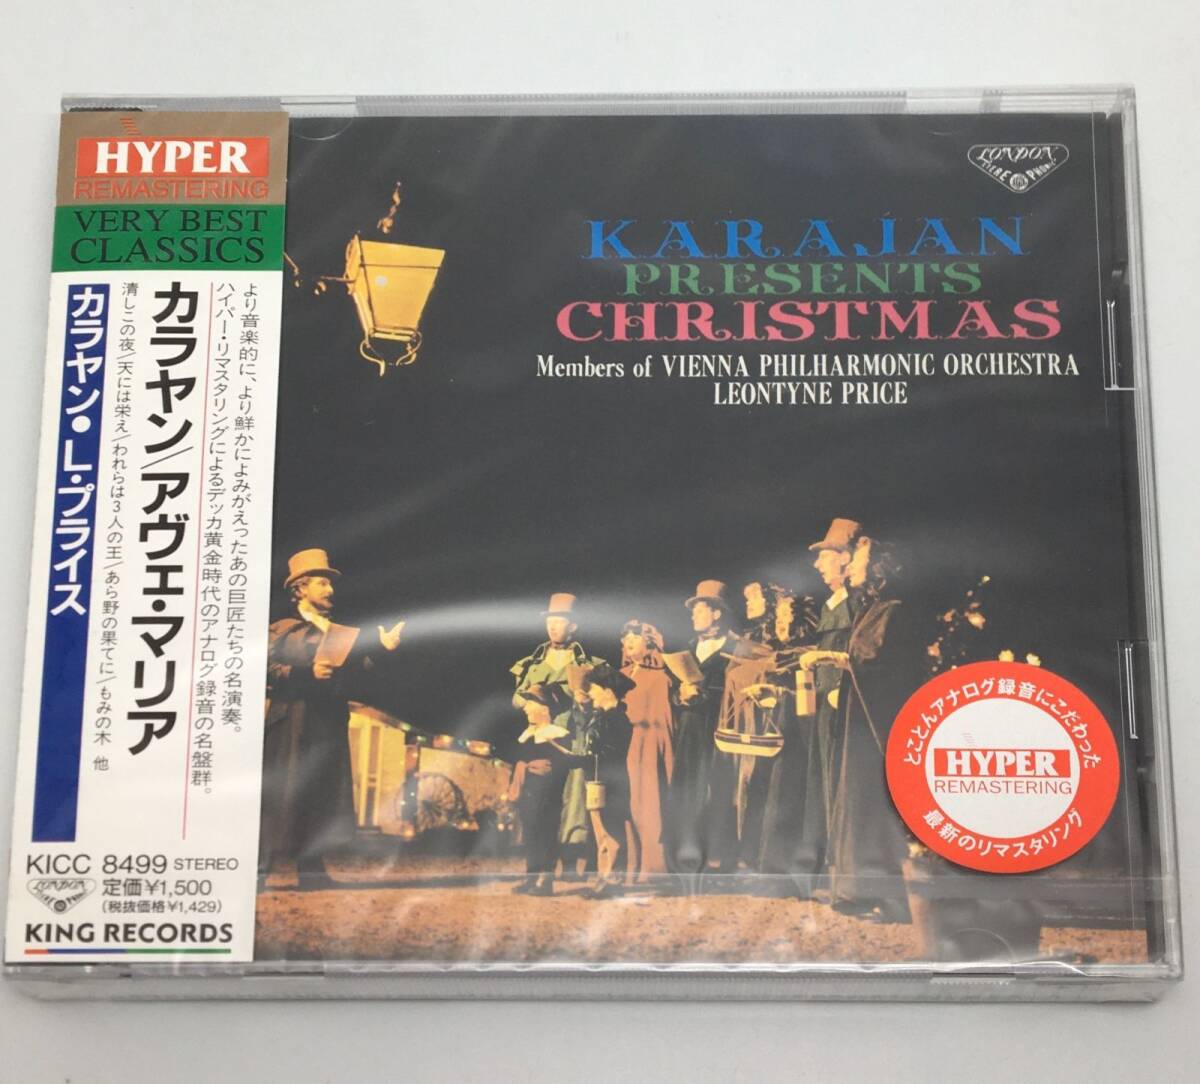 HYPER
REMASTERING
VERY BEST
CLASSICS
より音楽的に、より鮮かによみがえったあの巨匠たちの名演奏。
ハイパー・リマスタリングによるデッカ黄金時代のアナログ録音の名盤群。
カラヤン/アヴェ・マリア
清しこの夜/天には栄え/われらは3人の王/あら野の果てに/もみの木 他
カラヤン・L・プライス
KICC 8499 STEREO
LONDON
定価¥1,500
(税抜価格¥1,429)
KING RECORDS
LONDON
STEREOPHONIC
KARAJAN
PRESENTS
CHRISTMAS
Members of VIENNA PHILHARMONIC ORCHESTRA
LEONTYNE PRICE
とことんアナログ録音にこだわった
HYPER
REMASTERING
最新のリマスタリング